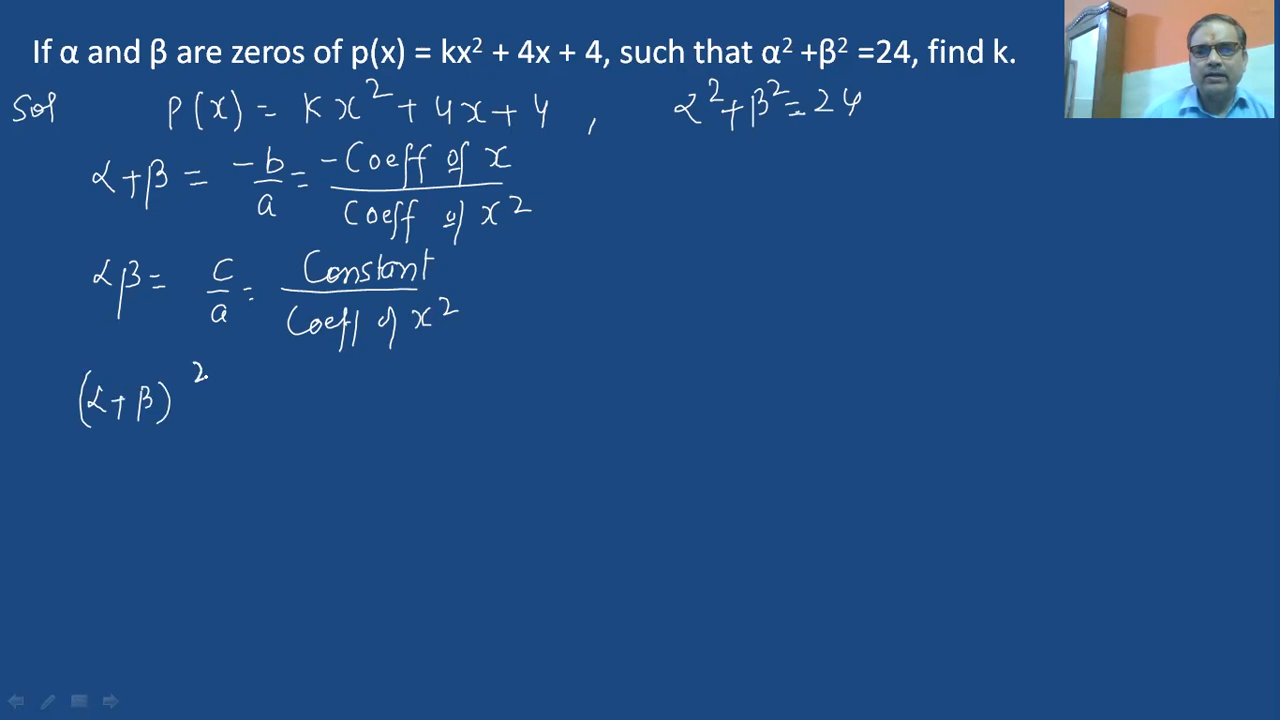 If α and β are zeros of p(x) = kx² + 4x + 4, such that α² +β² =24, find k.
Sol P(x) = Kx² + 4x + 4 , α² + β² = 24
α + β = -b/a = -Coeff of x / Coeff of x²
αβ = c/a = Constant / Coeff of x²
(α + β)²